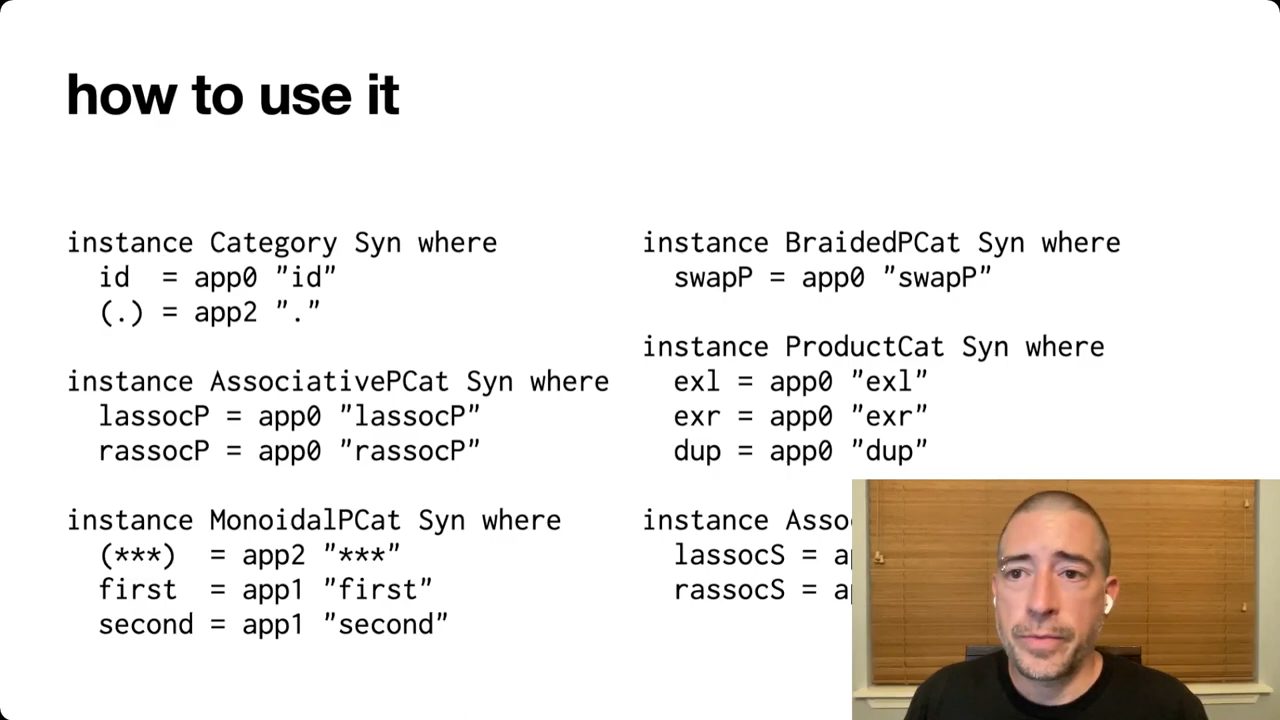 how to use it
instance Category Syn where
  id  = app0 "id"
  (.) = app2 "."
instance AssociativePCat Syn where
  lassocP = app0 "lassocP"
  rassocP = app0 "rassocP"
instance MonoidalPCat Syn where
  (***)  = app2 "***"
  first  = app1 "first"
  second = app1 "second"
instance BraidedPCat Syn where
  swapP = app0 "swapP"
instance ProductCat Syn where
  exl = app0 "exl"
  exr = app0 "exr"
  dup = app0 "dup"
instance
  lassocS =
  rassocS =